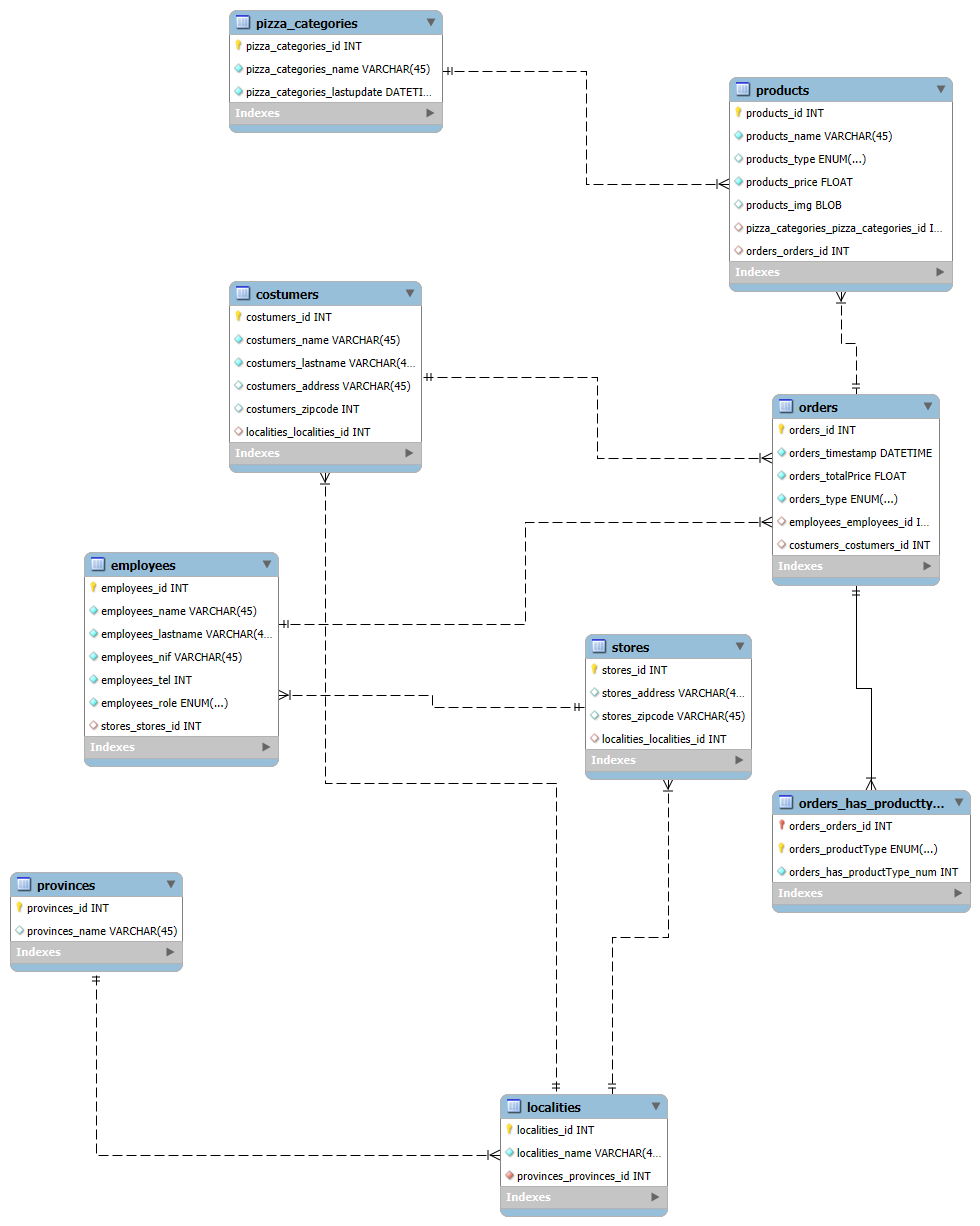 pizza_categories
pizza_categories_id INT
pizza_categories_name VARCHAR(45)
pizza_categories_lastupdate DATETI...
Indexes
products
products_id INT
products_name VARCHAR(45)
products_type ENUM(...)
products_price FLOAT
products_img BLOB
pizza_categories_pizza_categories_id I...
orders_orders_id INT
Indexes
costumers
costumers_id INT
costumers_name VARCHAR(45)
costumers_lastname VARCHAR(4...
costumers_address VARCHAR(45)
costumers_zipcode INT
localities_localities_id INT
Indexes
orders
orders_id INT
orders_timestamp DATETIME
orders_totalPrice FLOAT
orders_type ENUM(...)
employees_employees_id I...
costumers_costumers_id INT
Indexes
employees
employees_id INT
employees_name VARCHAR(45)
employees_lastname VARCHAR(4...
employees_nif VARCHAR(45)
employees_tel INT
employees_role ENUM(...)
stores_stores_id INT
Indexes
stores
stores_id INT
stores_address VARCHAR(4...
stores_zipcode VARCHAR(45)
localities_localities_id INT
Indexes
orders_has_productty...
orders_orders_id INT
orders_productType ENUM(...)
orders_has_productType_num INT
Indexes
provinces
provinces_id INT
provinces_name VARCHAR(45)
Indexes
localities
localities_id INT
localities_name VARCHAR(4...
provinces_provinces_id INT
Indexes